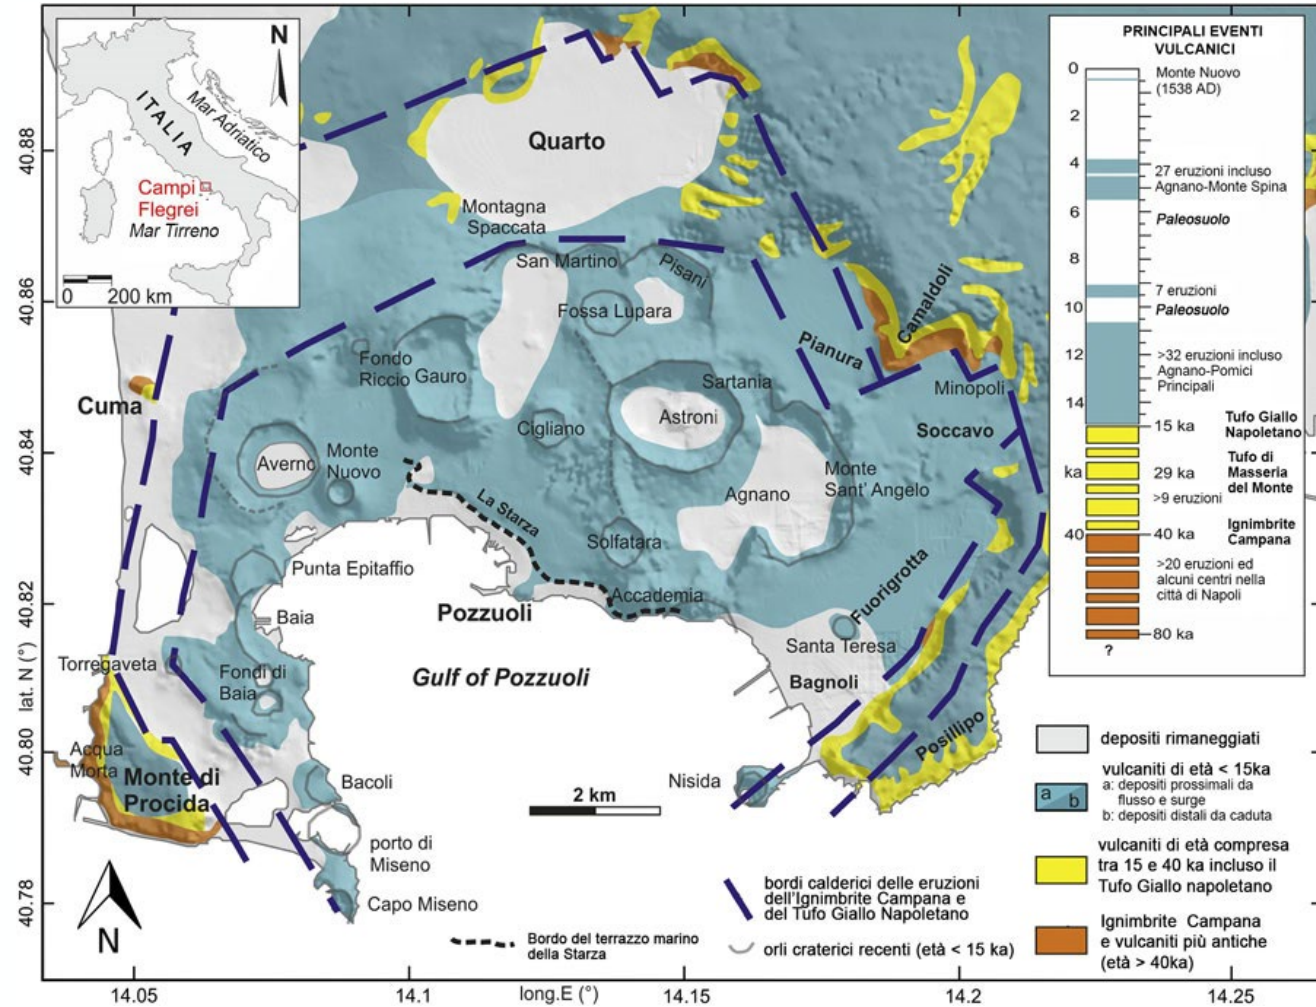 N
ITALIA
Mar Adriatico
Campi
Flegrei
Mar Tirreno
0 200 km
40.88
40.86
40.84
40.82
40.80
40.78
lat. N (°)
14.05
14.1
long.E (°)
14.15
14.2
14.25
Quarto
Montagna
Spaccata
San Martino
Pisani
Fossa Lupara
Camaldoli
Pianura
Minopoli
Fondo
Riccio
Gauro
Sartania
Astroni
Cuma
Cigliano
Soccavo
Averno
Monte
Nuovo
Monte
Sant' Angelo
Agnano
La Starza
Solfatara
Punta Epitaffio
Accademia
Fuorigrotta
Baia
Pozzuoli
Santa Teresa
Torregaveta
Fondi di
Baia
Gulf of Pozzuoli
Bagnoli
Posillipo
Acqua
Morta
Monte di
Procida
Bacoli
Nisida
2 km
porto di
Miseno
Capo Miseno
N
PRINCIPALI EVENTI
VULCANICI
0
2
4
6
8
10
12
14
ka
40
Monte Nuovo
(1538 AD)
27 eruzioni incluso
Agnano-Monte Spina
Paleosuolo
7 eruzioni
Paleosuolo
>32 eruzioni incluso
Agnano-Pomici
Principali
15 ka
Tufo Giallo
Napoletano
29 ka
Tufo di
Masseria
del Monte
>9 eruzioni
40 ka
Ignimbrite
Campana
>20 eruzioni ed
alcuni centri nella
città di Napoli
80 ka
?
depositi rimaneggiati
a b
vulcaniti di età < 15ka
a: depositi prossimali da
flusso e surge
b: depositi distali da caduta
vulcaniti di età compresa
tra 15 e 40 ka incluso il
Tufo Giallo napoletano
Ignimbrite Campana
e vulcaniti più antiche
(età > 40ka)
bordi calderici delle eruzioni
dell'Ignimbrite Campana e
del Tufo Giallo Napoletano
Bordo del terrazzo marino
della Starza
orli craterici recenti (età < 15 ka)